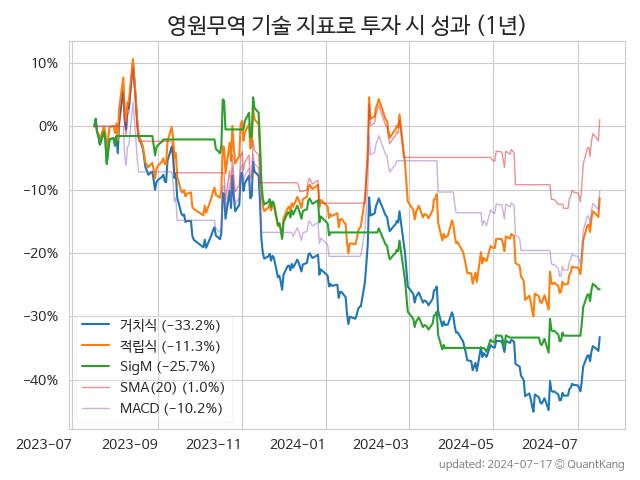 영원무역 기술 지표로 투자 시 성과 (1년)
10%
0%
−10%
−20%
−30%
−40%
거치식 (−33.2%)
적립식 (−11.3%)
SigM (−25.7%)
SMA(20) (1.0%)
MACD (−10.2%)
2023-07 2023-09 2023-11 2024-01 2024-03 2024-05 2024-07
updated: 2024-07-17 © QuantKang